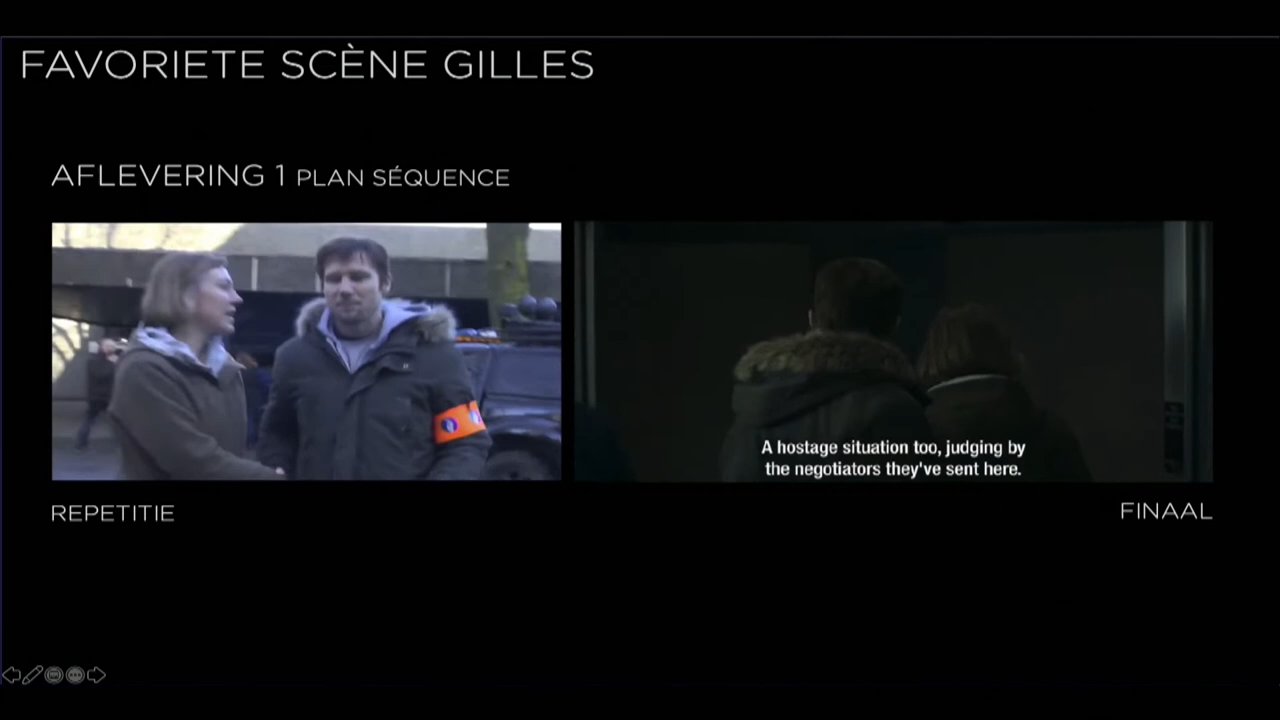 FAVORIETE SCÈNE GILLES
AFLEVERING 1 PLAN SÉQUENCE
A hostage situation too, judging by
the negotiators they've sent here.
REPETITIE
FINAAL